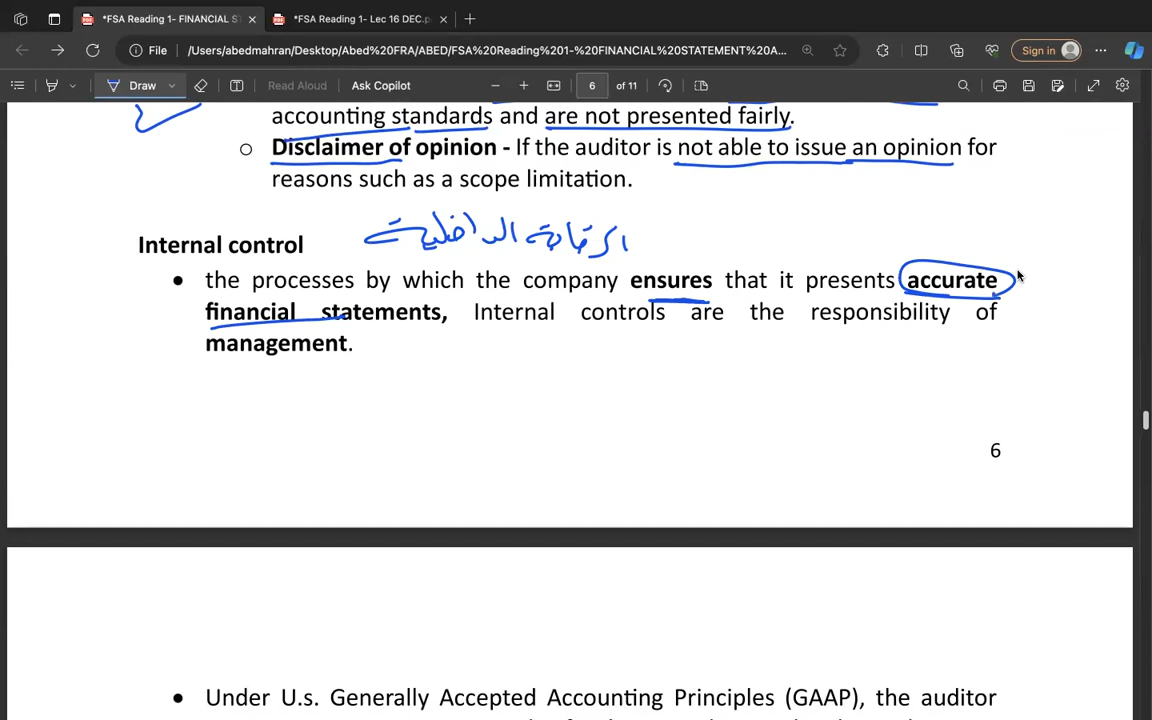 *FSA Reading 1- FINANCIAL S
*FSA Reading 1- Lec 16 DEC.p
File /Users/abedmahran/Desktop/Abed%20FRA/ABED/FSA%20Reading%201-%20FINANCIAL%20STATEMENT%20A... Sign in
Draw Read Aloud Ask Copilot 6 of 11
accounting standards and are not presented fairly.
Disclaimer of opinion - If the auditor is not able to issue an opinion for
reasons such as a scope limitation.
الرقابة الداخلية
Internal control
the processes by which the company ensures that it presents accurate
financial statements, Internal controls are the responsibility of
management.
6
Under U.s. Generally Accepted Accounting Principles (GAAP), the auditor